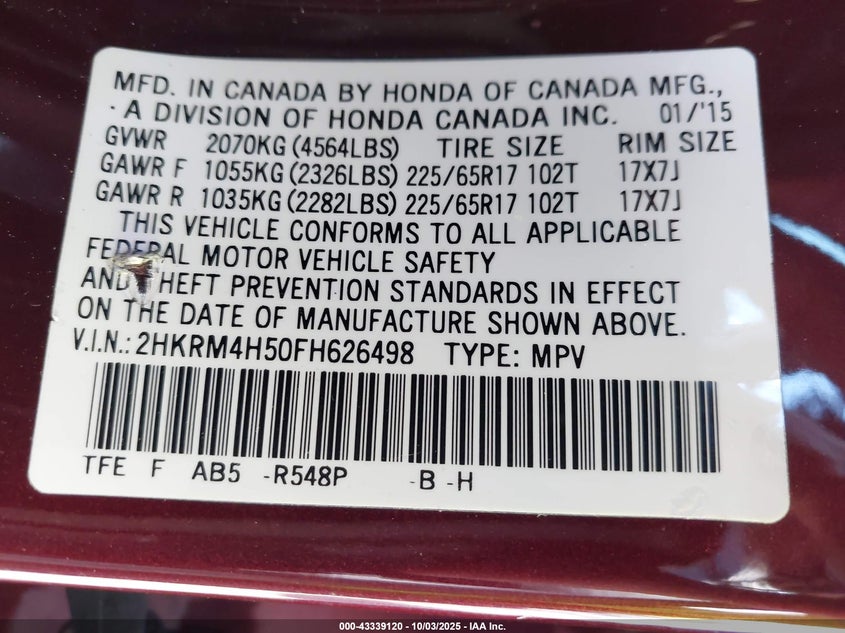 MFD. IN CANADA BY HONDA OF CANADA MFG.,
·A DIVISION OF HONDA CANADA INC. 01/'15
GVWR 2070KG (4564LBS) TIRE SIZE RIM SIZE
GAWR F 1055KG (2326LBS) 225/65R17 102T 17X7J
GAWR R 1035KG (2282LBS) 225/65R17 102T 17X7J
THIS VEHICLE CONFORMS TO ALL APPLICABLE
FEDERAL MOTOR VEHICLE SAFETY
AND THEFT PREVENTION STANDARDS IN EFFECT
ON THE DATE OF MANUFACTURE SHOWN ABOVE.
V.I.N.: 2HKRM4H50FH626498 TYPE: MPV
TFE F AB5 -R548P -B -H
000-43339120 - 10/03/2025 - IAA Inc.